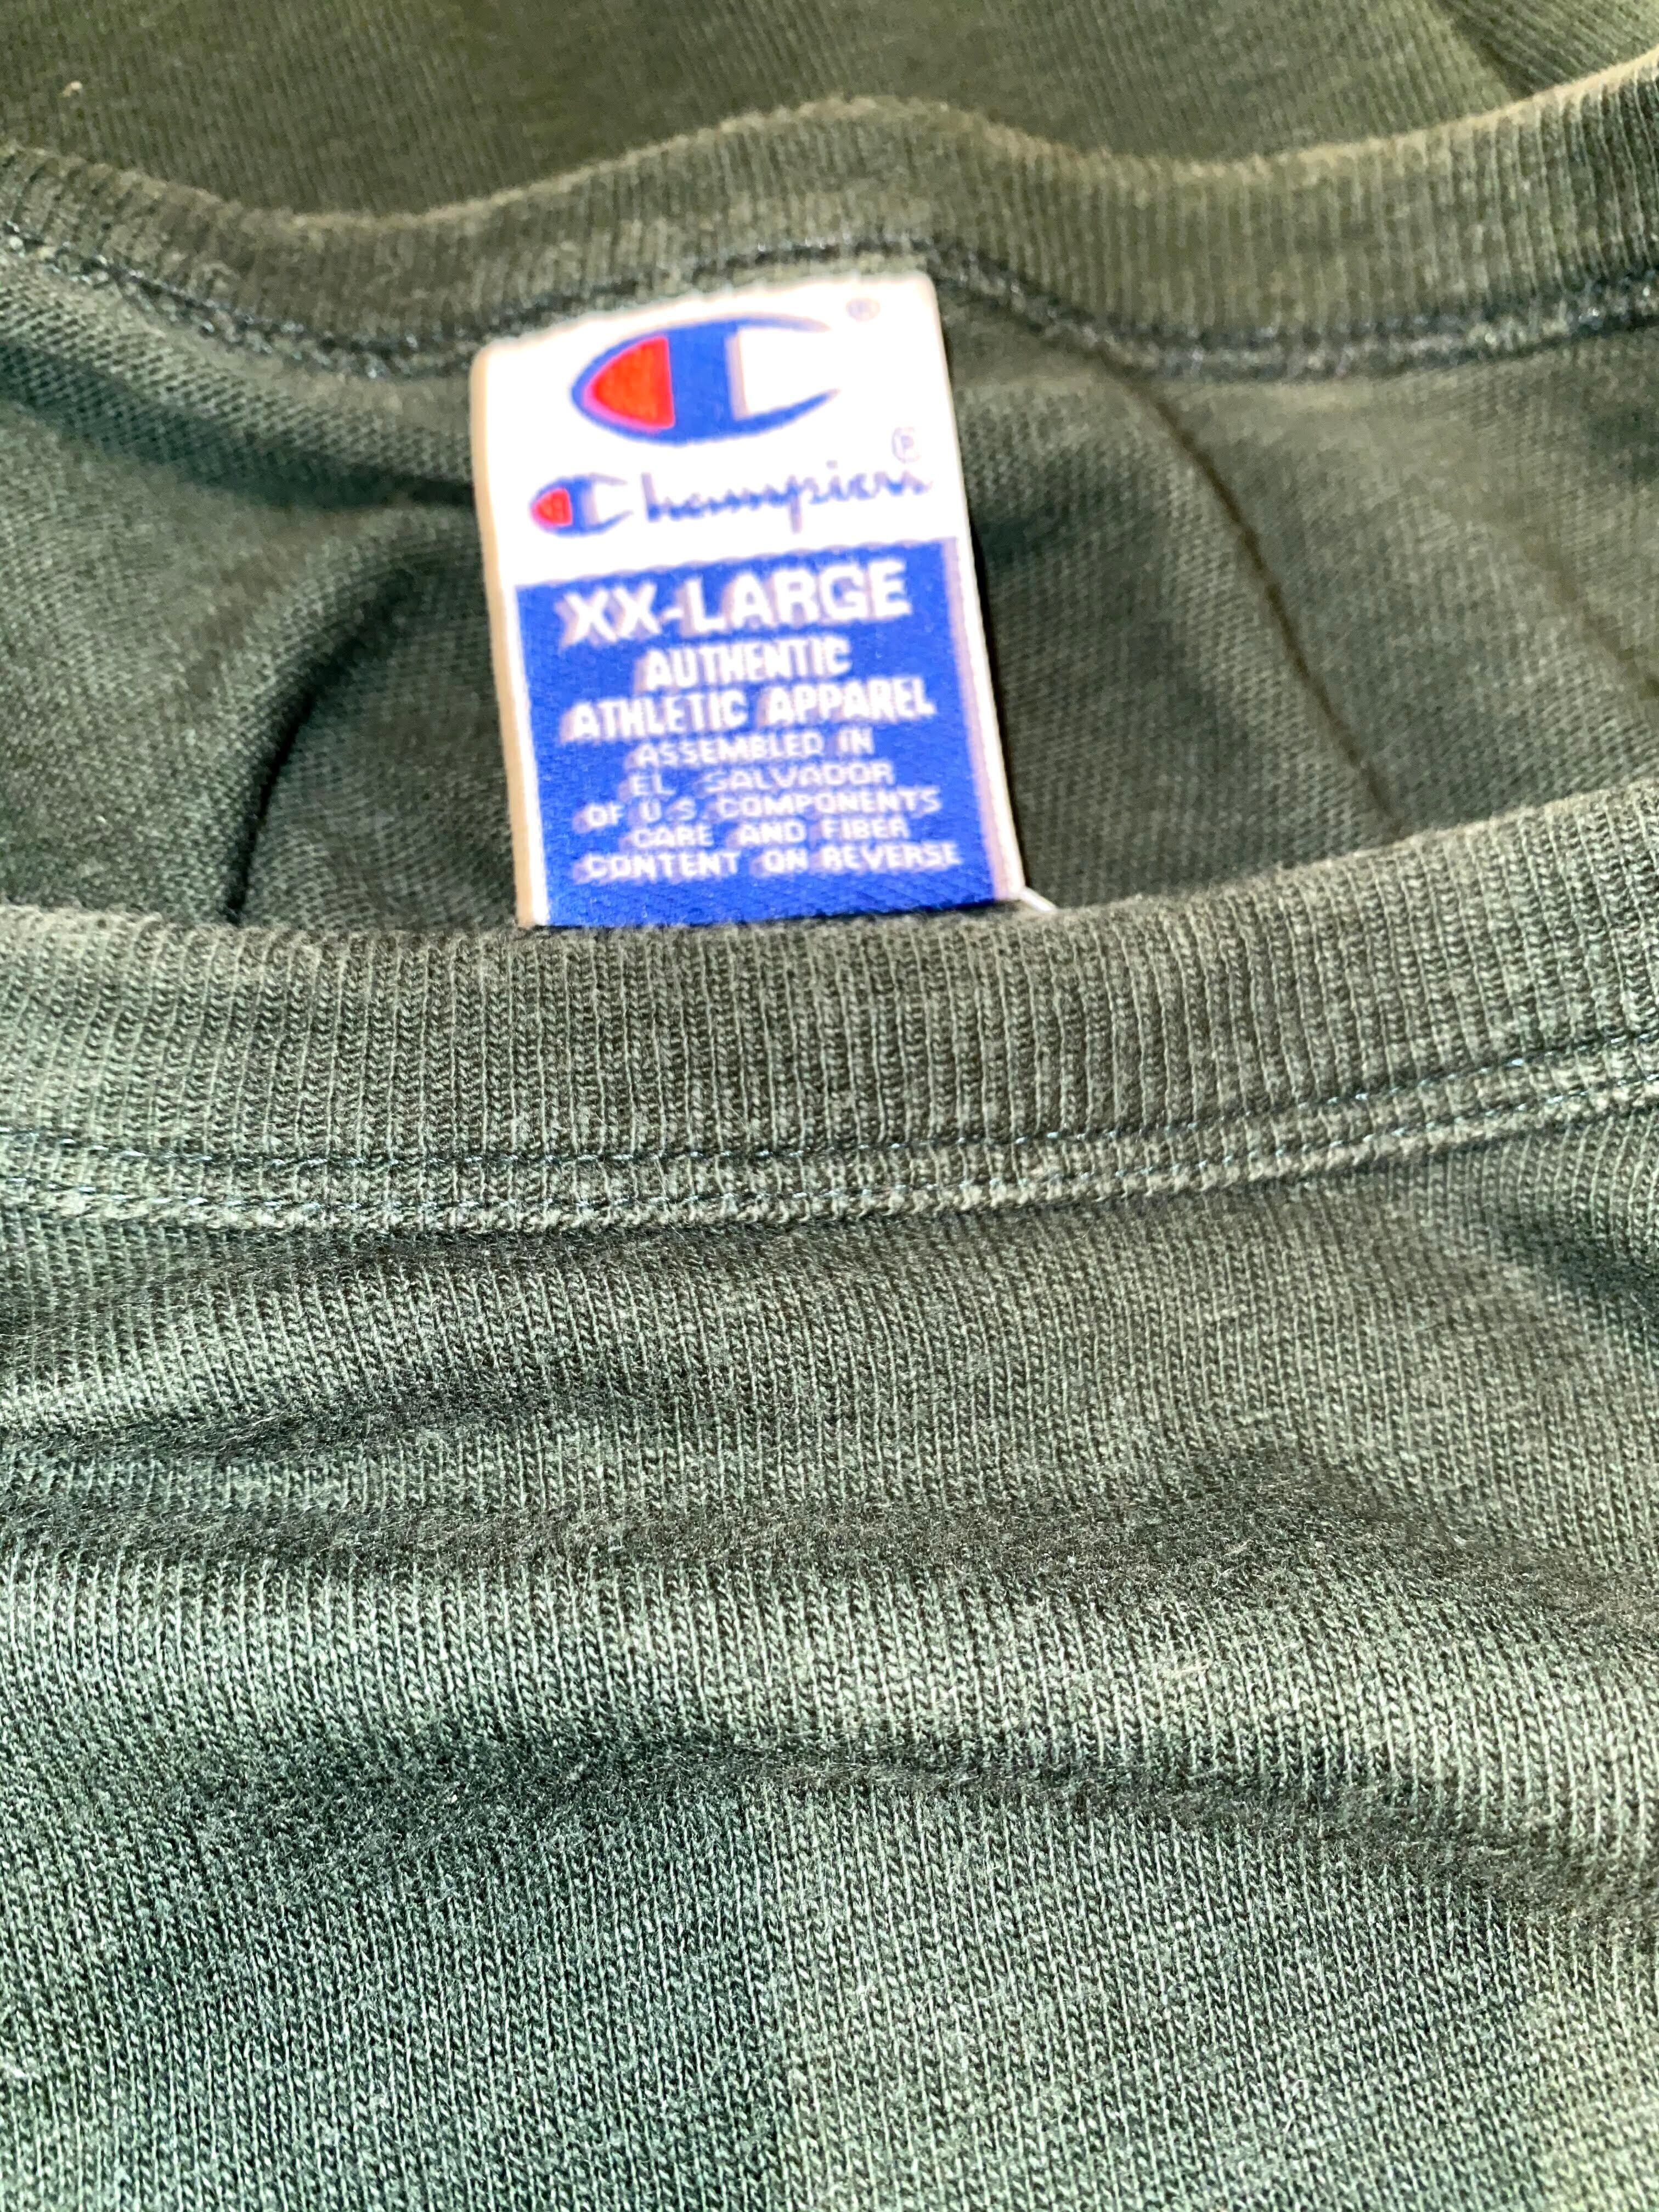 ®
Champion®
XX-LARGE
AUTHENTIC
ATHLETIC APPAREL
ASSEMBLED IN
EL SALVADOR
OF U.S. COMPONENTS
CARE AND FIBER
CONTENT ON REVERSE